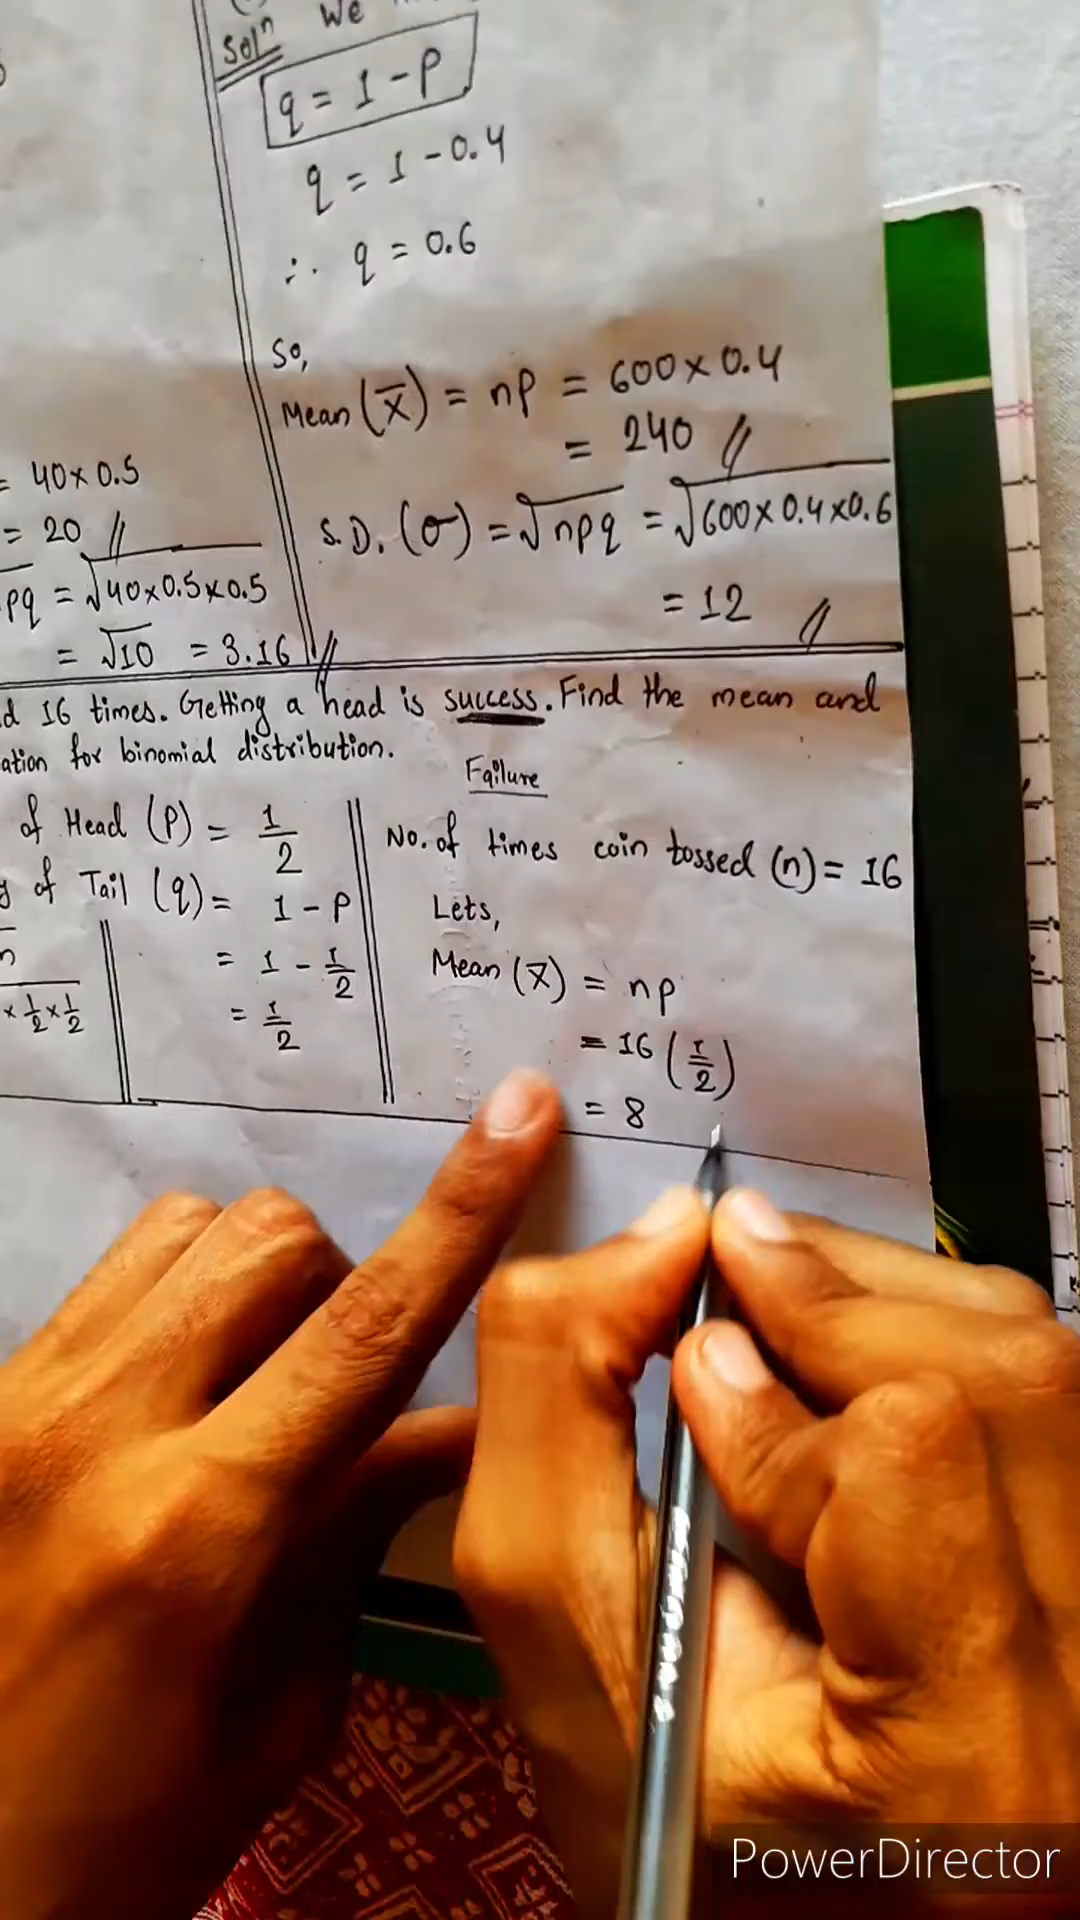 Solⁿ We
q = 1 - P
q = 1 - 0.4
∴ q = 0.6
So,
Mean (X̅) = np = 600 × 0.4
= 240 //
S.D. (σ) = √npq = √600 × 0.4 × 0.6
= 12 //
= 40 × 0.5
= 20 //
pq = √40 × 0.5 × 0.5
= √10 = 3.16 //
d 16 times. Getting a head is success. Find the mean and
ation for binomial distribution.
of Head (P) = 1/2
y of Tail (q) = 1 - P
= 1 - 1/2
= 1/2
n
× 1/2 × 1/2
Failure
No. of times coin tossed (n) = 16
Lets,
Mean (X̅) = np
= 16 (1/2)
= 8
PowerDirector